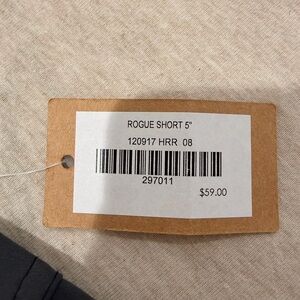 ROGUE SHORT 5"
120917 HRR 08
297011
$59.00